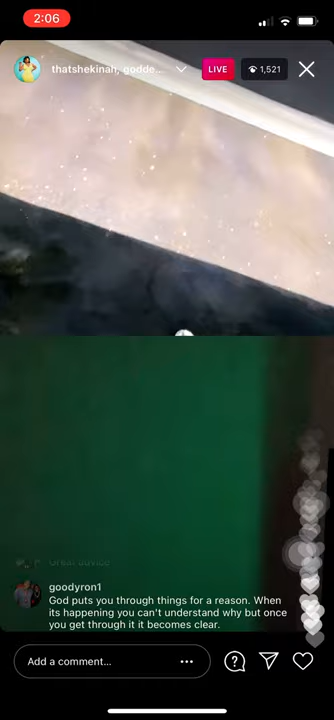 2:06
thatshekinah, godde...
LIVE
1,521
Great advice
goodyron1
God puts you through things for a reason. When
its happening you can't understand why but once
you get through it it becomes clear.
Add a comment...